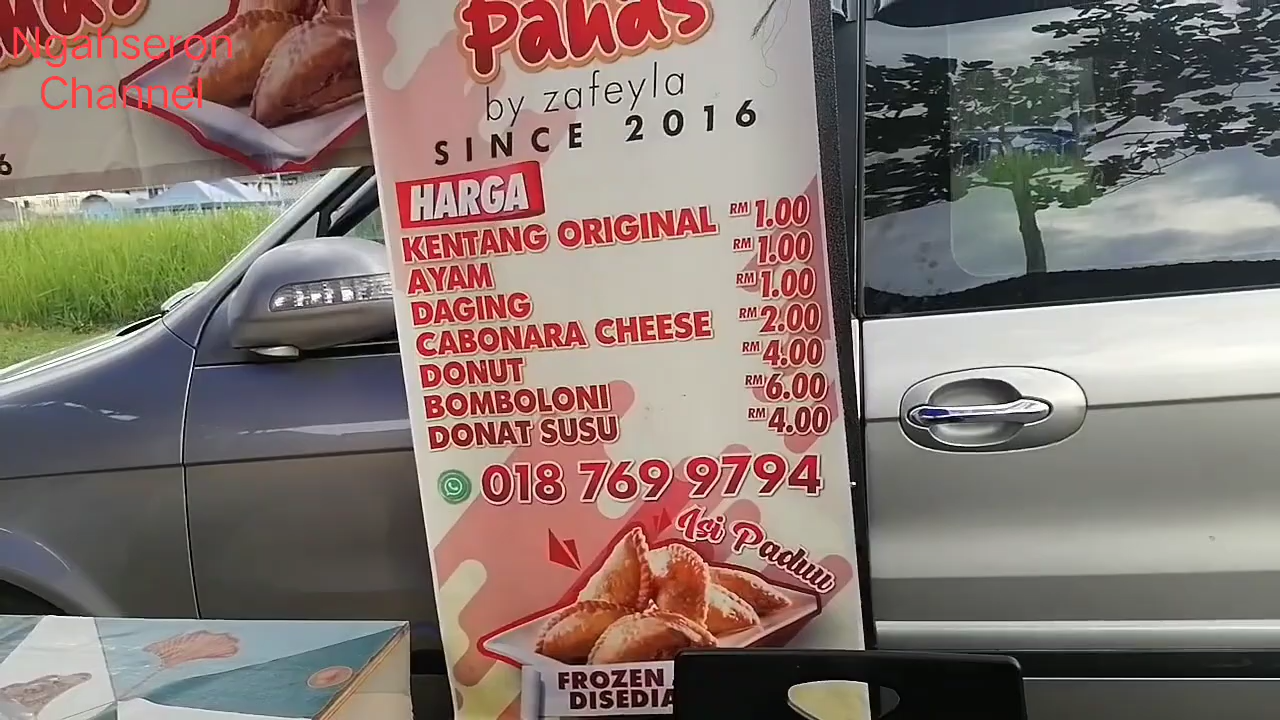 Ngahseron
Channel
Panas
by zafeyla
SINCE 2016
HARGA
KENTANG ORIGINAL RM 1.00
AYAM RM 1.00
DAGING RM 1.00
CABONARA CHEESE RM 2.00
DONUT RM 4.00
BOMBOLONI RM 6.00
DONAT SUSU RM 4.00
018 769 9794
Isi Paduu
FROZEN
DISEDIA